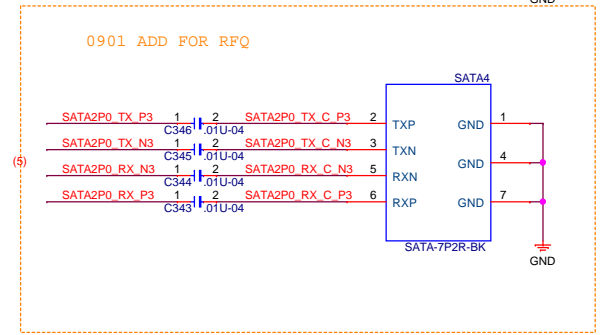 GND
0901 ADD FOR RFQ
SATA4
SATA2P0_TX_P3 1 2 SATA2P0_TX_C_P3 2 TXP GND 1
C346 .01U-04
SATA2P0_TX_N3 1 2 SATA2P0_TX_C_N3 3 TXN
C345 .01U-04
(5)
GND 4
SATA2P0_RX_N3 1 2 SATA2P0_RX_C_N3 5 RXN
C344 .01U-04
SATA2P0_RX_P3 1 2 SATA2P0_RX_C_P3 6 RXP GND 7
C343 .01U-04
SATA-7P2R-BK
GND